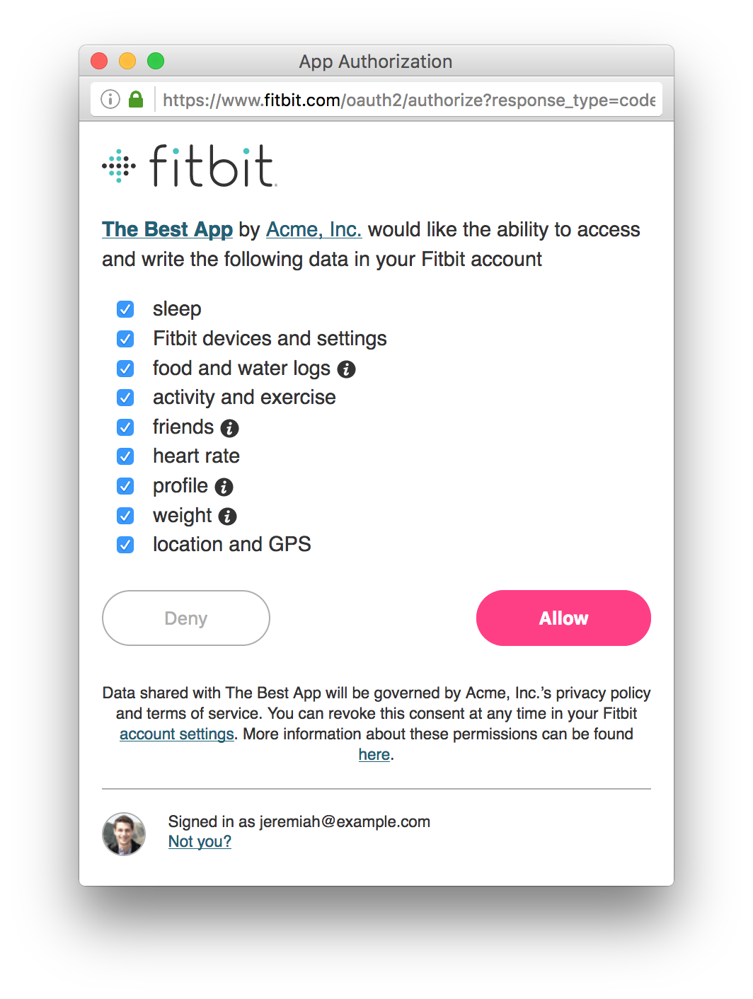 App Authorization
https://www.fitbit.com/oauth2/authorize?response_type=code
fitbit
The Best App by Acme, Inc. would like the ability to access
and write the following data in your Fitbit account
sleep
Fitbit devices and settings
food and water logs
activity and exercise
friends
heart rate
profile
weight
location and GPS
Deny
Allow
Data shared with The Best App will be governed by Acme, Inc.’s privacy policy
and terms of service. You can revoke this consent at any time in your Fitbit
account settings. More information about these permissions can be found
here.
Signed in as jeremiah@example.com
Not you?